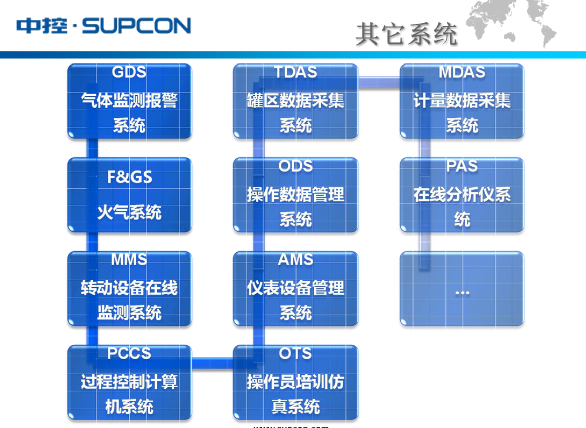 中控·SUPCON
其它系统
GDS
气体监测报警
系统
F&GS
火气系统
MMS
转动设备在线
监测系统
PCCS
过程控制计算
机系统
OTS
操作员培训仿
真系统
AMS
仪表设备管理
系统
ODS
操作数据管理
系统
TDAS
罐区数据采集
系统
MDAS
计量数据采集
系统
PAS
在线分析仪系
统
...